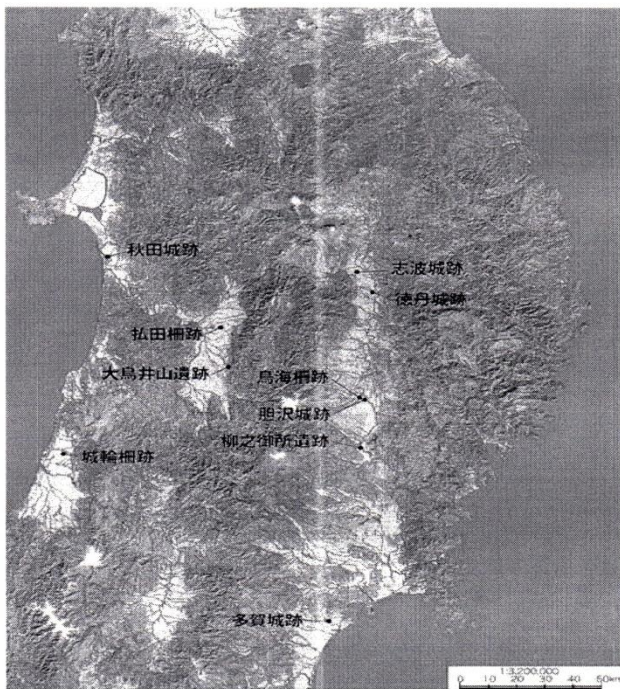 秋田城跡
志波城跡
徳丹城跡
払田柵跡
大鳥井山遺跡
鳥海柵跡
胆沢城跡
柳之御所遺跡
城輪柵跡
多賀城跡
1:3,200,000
0 10 20 30 40 50km